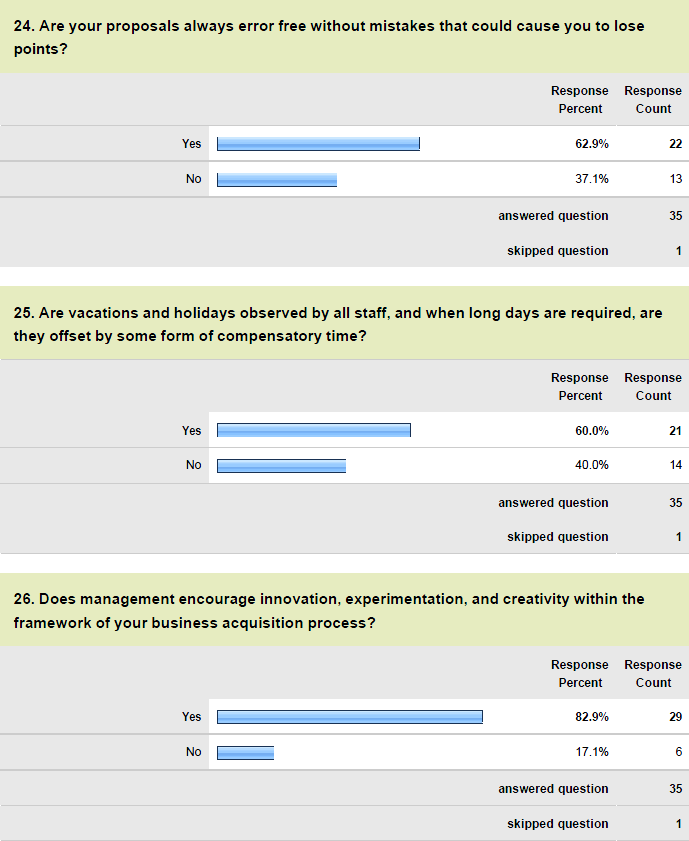 24. Are your proposals always error free without mistakes that could cause you to lose
points?
Response Response
Percent Count
Yes 62.9% 22
No 37.1% 13
answered question 35
skipped question 1
25. Are vacations and holidays observed by all staff, and when long days are required, are
they offset by some form of compensatory time?
Response Response
Percent Count
Yes 60.0% 21
No 40.0% 14
answered question 35
skipped question 1
26. Does management encourage innovation, experimentation, and creativity within the
framework of your business acquisition process?
Response Response
Percent Count
Yes 82.9% 29
No 17.1% 6
answered question 35
skipped question 1